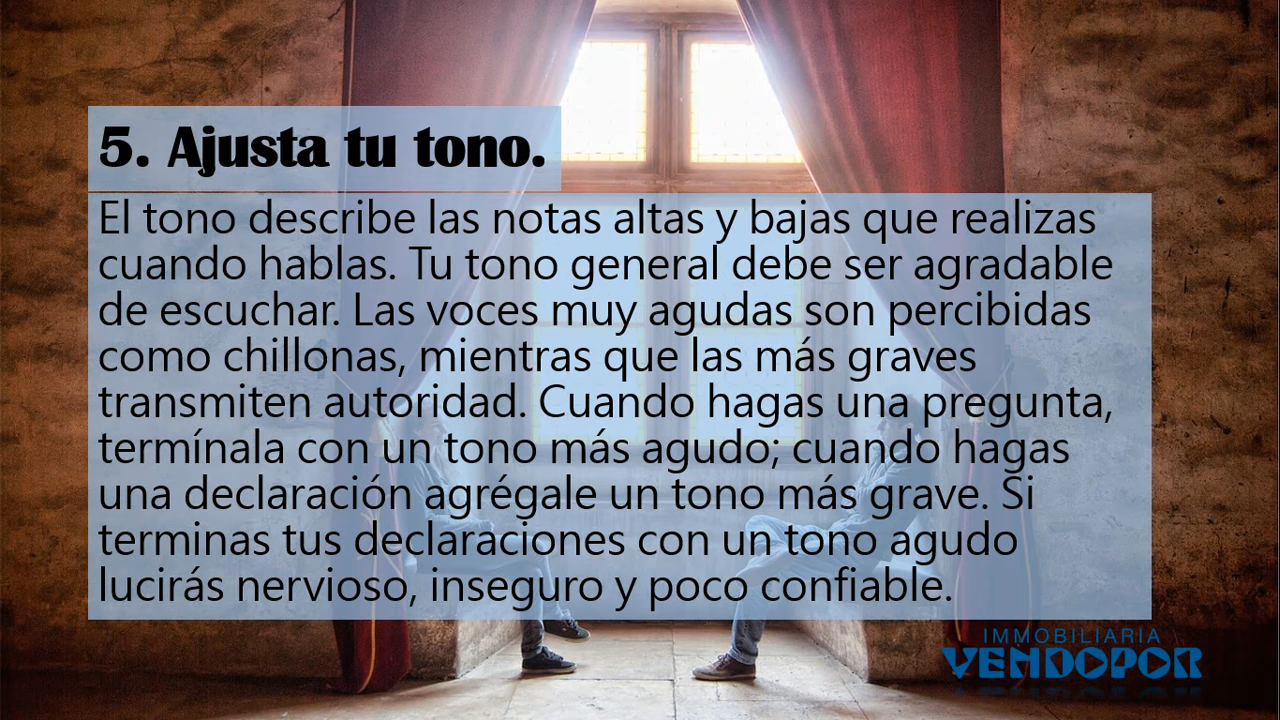 5. Ajusta tu tono.
El tono describe las notas altas y bajas que realizas
cuando hablas. Tu tono general debe ser agradable
de escuchar. Las voces muy agudas son percibidas
como chillonas, mientras que las más graves
transmiten autoridad. Cuando hagas una pregunta,
termínala con un tono más agudo; cuando hagas
una declaración agrégale un tono más grave. Si
terminas tus declaraciones con un tono agudo
lucirás nervioso, inseguro y poco confiable.
IMMOBILIARIA
VENDOPOR